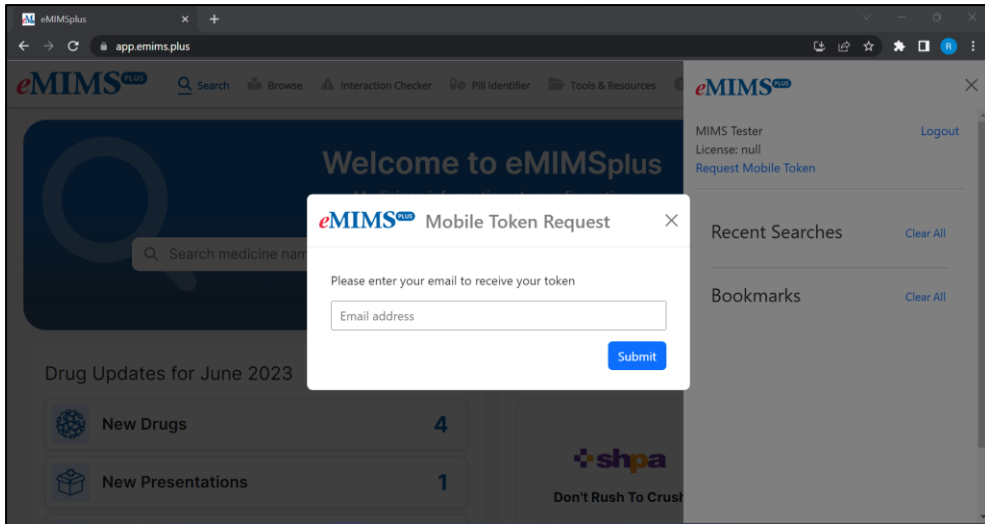 eMIMSplus
app.emims.plus
R
eMIMS PLUS
Search
Browse
Interaction Checker
Pill Identifier
Tools & Resources
Welcome to eMIMSplus
Search medicine nam
Drug Updates for June 2023
New Drugs
4
New Presentations
1
shpa
Don't Rush To Crush
eMIMS PLUS Mobile Token Request
Please enter your email to receive your token
Email address
Submit
eMIMS PLUS
MIMS Tester
Logout
License: null
Request Mobile Token
Recent Searches
Clear All
Bookmarks
Clear All